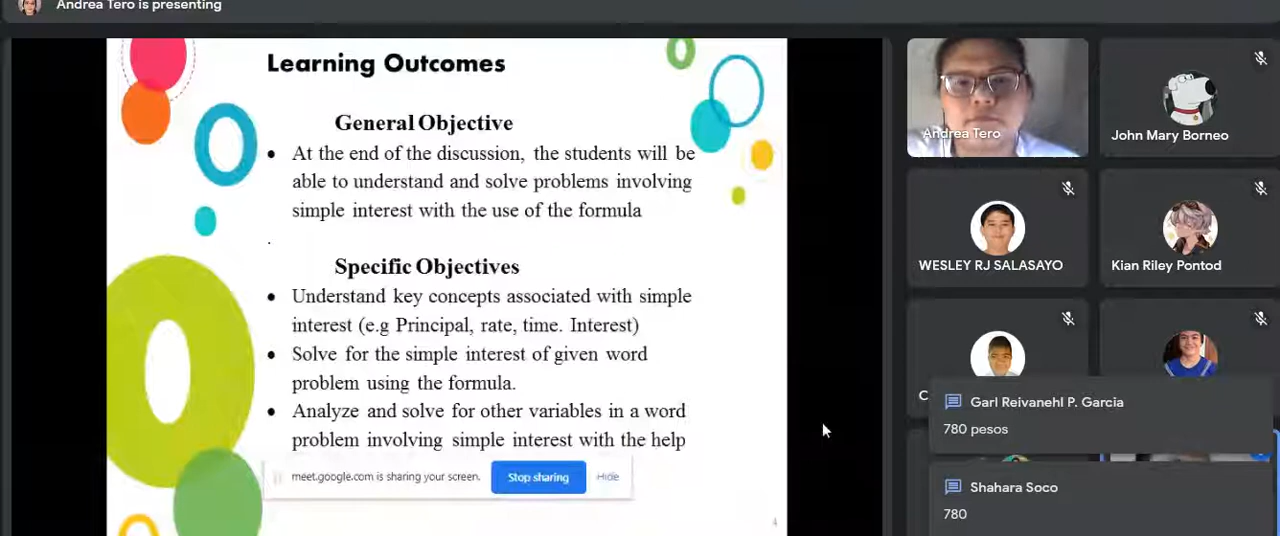 Andrea Tero is presenting
Learning Outcomes
General Objective
• At the end of the discussion, the students will be
able to understand and solve problems involving
simple interest with the use of the formula
.
Specific Objectives
• Understand key concepts associated with simple
interest (e.g Principal, rate, time. Interest)
• Solve for the simple interest of given word
problem using the formula.
• Analyze and solve for other variables in a word
problem involving simple interest with the help
meet.google.com is sharing your screen.
Stop sharing
Hide
4
Andrea Tero
John Mary Borneo
WESLEY RJ SALASAYO
Kian Riley Pontod
C
Garl Reivanehl P. Garcia
780 pesos
Shahara Soco
780